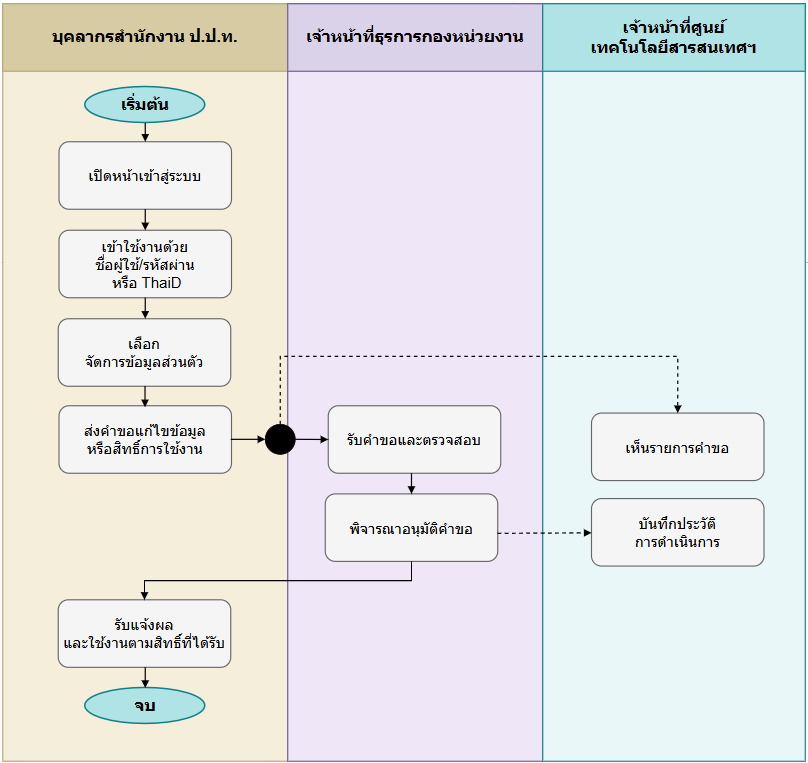 บุคลากรสำนักงาน ป.ป.ท.
เจ้าหน้าที่ธุรการกองหน่วยงาน
เจ้าหน้าที่ศูนย์
เทคโนโลยีสารสนเทศฯ
เริ่มต้น
เปิดหน้าเข้าสู่ระบบ
เข้าใช้งานด้วย
ชื่อผู้ใช้/รหัสผ่าน
หรือ ThaiD
เลือก
จัดการข้อมูลส่วนตัว
ส่งคำขอแก้ไขข้อมูล
หรือสิทธิ์การใช้งาน
รับคำขอและตรวจสอบ
เห็นรายการคำขอ
พิจารณาอนุมัติคำขอ
บันทึกประวัติ
การดำเนินการ
รับแจ้งผล
และใช้งานตามสิทธิ์ที่ได้รับ
จบ